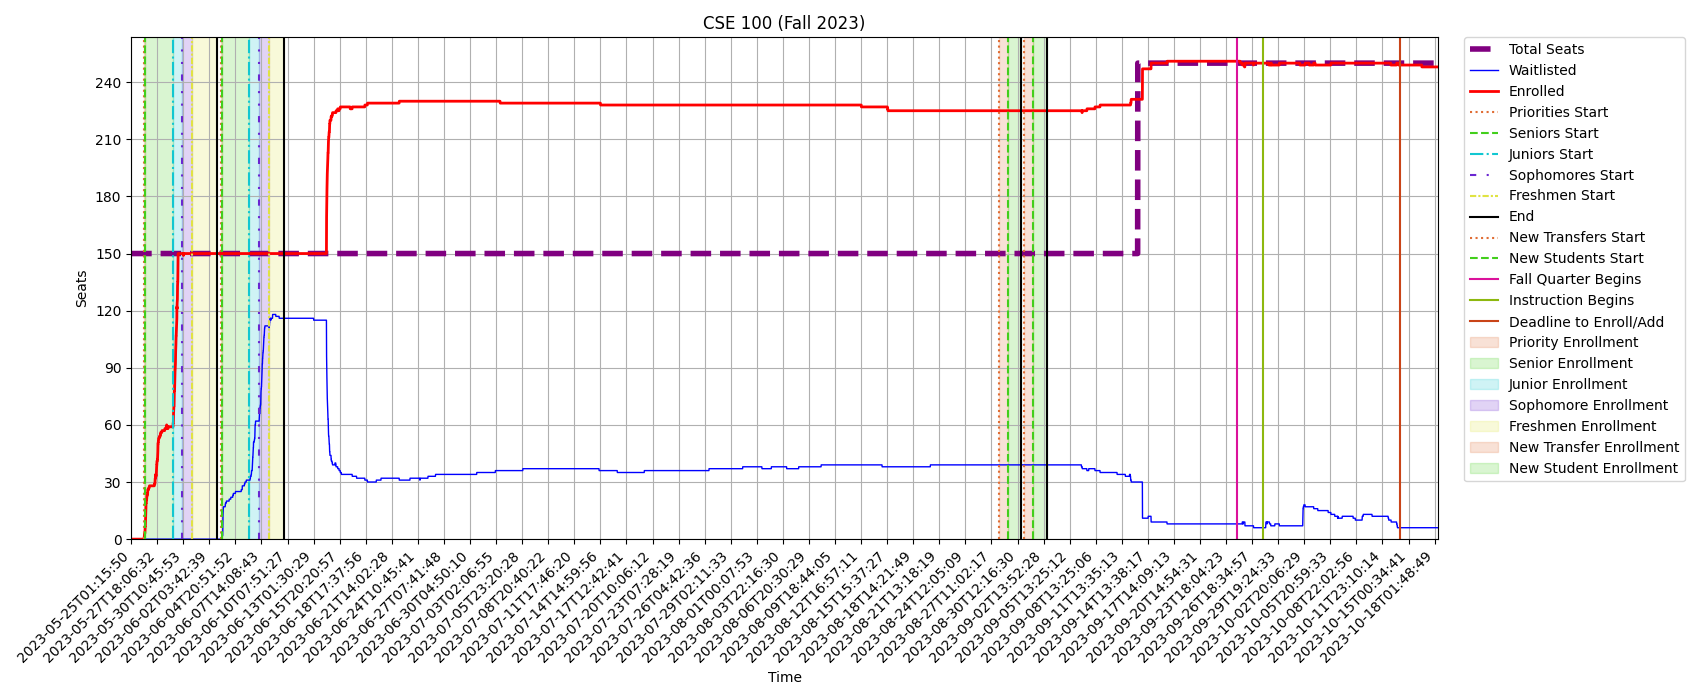 CSE 100 (Fall 2023)
Seats
240
210
180
150
120
90
60
30
0
2023-05-25T01:15:50
2023-05-27T18:06:32
2023-05-30T10:45:53
2023-06-02T03:42:39
2023-06-04T20:51:52
2023-06-07T14:08:43
2023-06-10T07:51:27
2023-06-13T01:30:29
2023-06-15T20:20:57
2023-06-18T17:37:56
2023-06-21T14:02:28
2023-06-24T10:45:41
2023-06-27T07:41:48
2023-06-30T04:50:10
2023-07-03T02:06:55
2023-07-05T23:20:28
2023-07-08T20:40:22
2023-07-11T17:46:20
2023-07-14T14:59:56
2023-07-17T12:42:41
2023-07-20T10:06:12
2023-07-23T07:28:19
2023-07-26T04:42:36
2023-07-29T02:11:33
2023-08-01T00:07:53
2023-08-03T22:16:30
2023-08-06T20:30:29
2023-08-09T18:44:05
2023-08-12T16:57:11
2023-08-15T15:37:27
2023-08-18T14:21:49
2023-08-21T13:18:19
2023-08-24T12:05:09
2023-08-27T11:02:17
2023-08-30T12:16:30
2023-09-02T13:52:28
2023-09-05T13:25:12
2023-09-08T13:25:06
2023-09-11T13:35:13
2023-09-14T13:38:17
2023-09-17T14:09:13
2023-09-20T14:54:31
2023-09-23T18:04:23
2023-09-26T18:34:57
2023-09-29T19:24:33
2023-10-02T20:06:29
2023-10-05T20:59:33
2023-10-08T22:02:56
2023-10-11T23:10:14
2023-10-15T00:34:41
2023-10-18T01:48:49
Time
Total Seats
Waitlisted
Enrolled
Priorities Start
Seniors Start
Juniors Start
Sophomores Start
Freshmen Start
End
New Transfers Start
New Students Start
Fall Quarter Begins
Instruction Begins
Deadline to Enroll/Add
Priority Enrollment
Senior Enrollment
Junior Enrollment
Sophomore Enrollment
Freshmen Enrollment
New Transfer Enrollment
New Student Enrollment